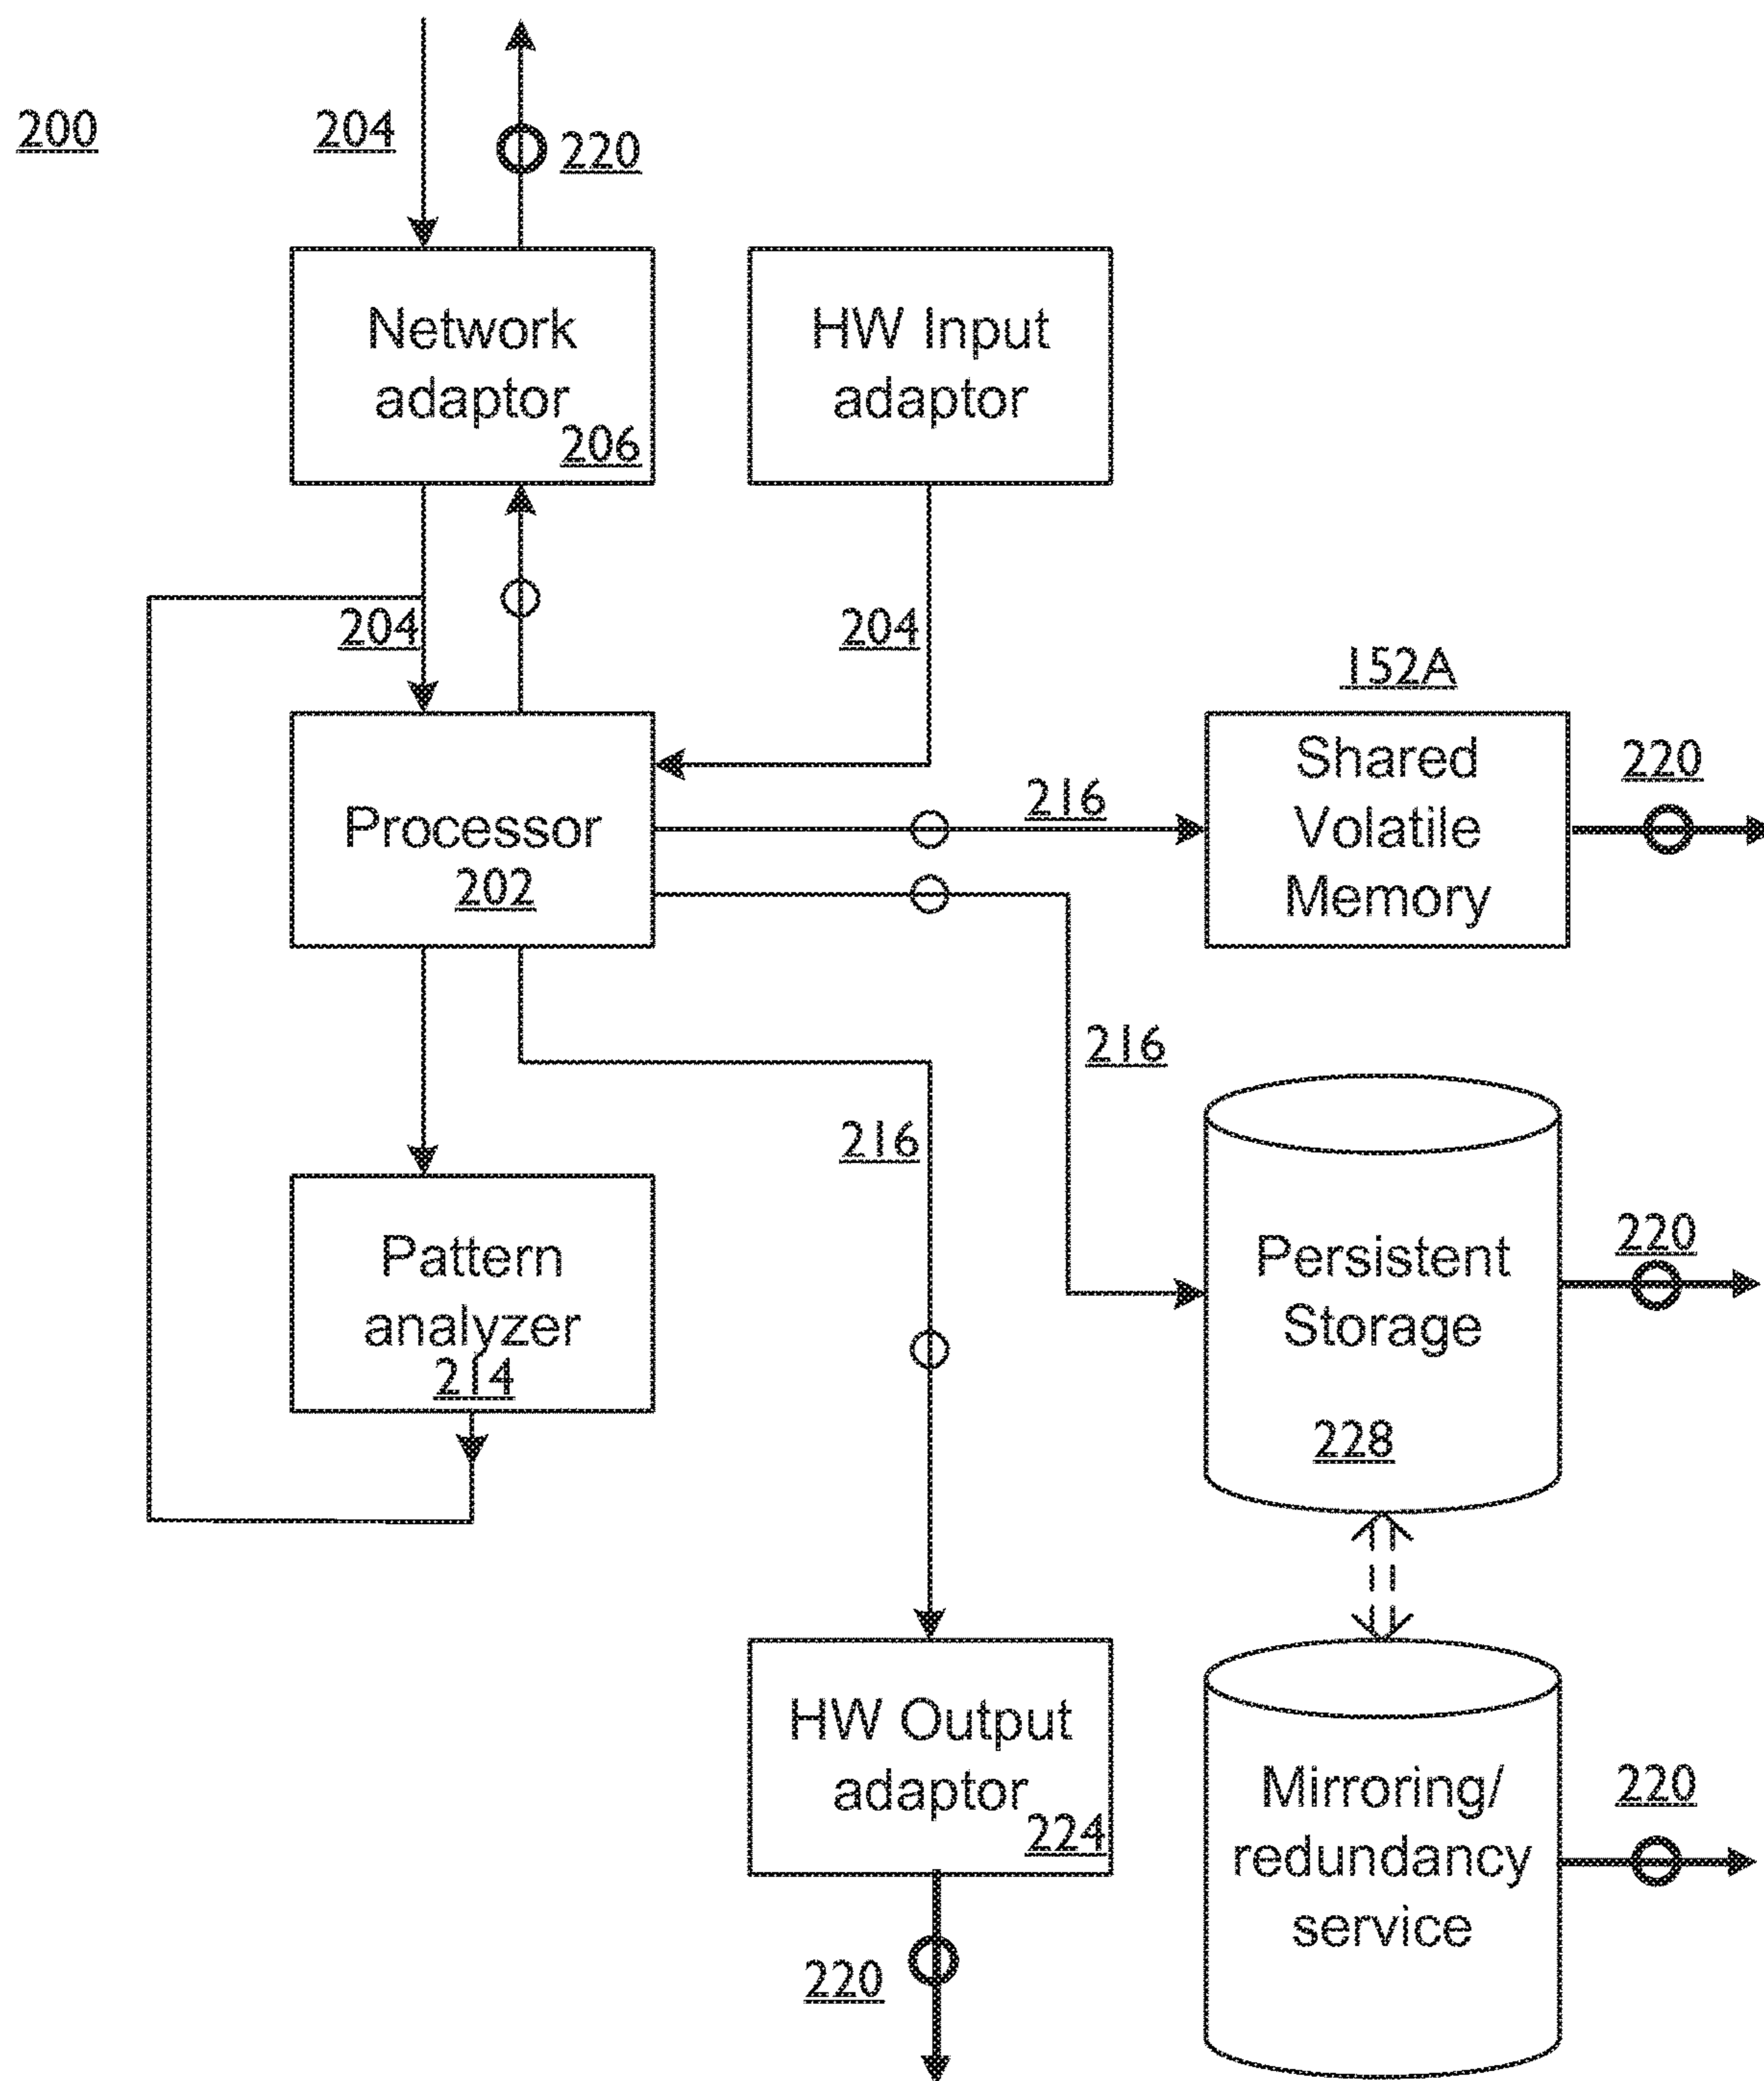 200
204
220
Network
adaptor
206
HW Input
adaptor
204
204
152A
Shared
Volatile
Memory
220
216
Processor
202
216
216
Pattern
analyzer
214
Persistent
Storage
228
220
HW Output
adaptor
224
220
Mirroring/
redundancy
service
220